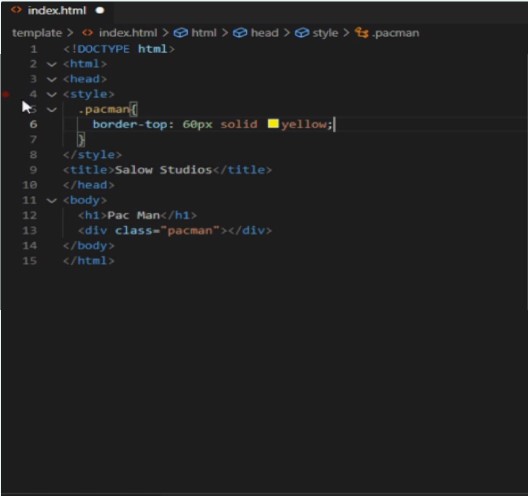 index.html
template > index.html > html > head > style > .pacman
1 <!DOCTYPE html>
2 <html>
3 <head>
4 <style>
5 .pacman{
6 border-top: 60px solid yellow;
7 }
8 </style>
9 <title>Salow Studios</title>
10 </head>
11 <body>
12 <h1>Pac Man</h1>
13 <div class="pacman"></div>
14 </body>
15 </html>